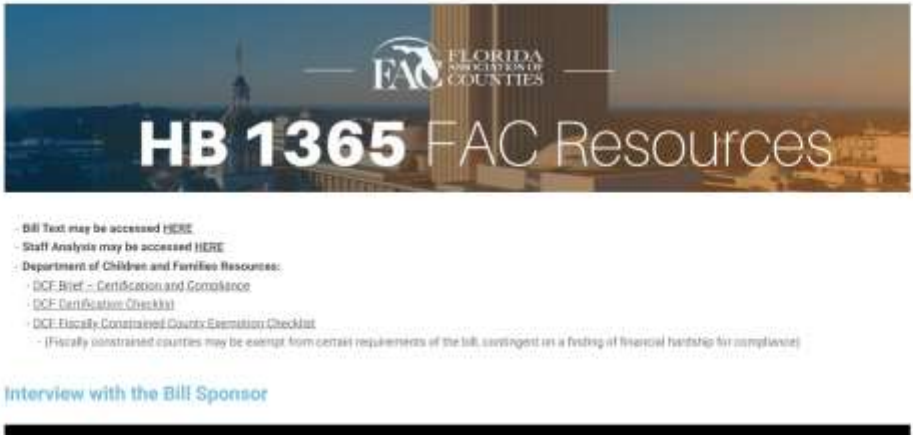 FAC FLORIDA
ASSOCIATION OF
COUNTIES
HB 1365 FAC Resources
- Bill Text may be accessed HERE
- Staff Analysis may be accessed HERE
- Department of Children and Families Resources:
- DCF Brief – Certification and Compliance
- DCF Certification Checklist
- DCF Fiscally Constrained County Exemption Checklist
- (Fiscally constrained counties may be exempt from certain requirements of the bill, contingent on a finding of financial hardship for compliance)
Interview with the Bill Sponsor